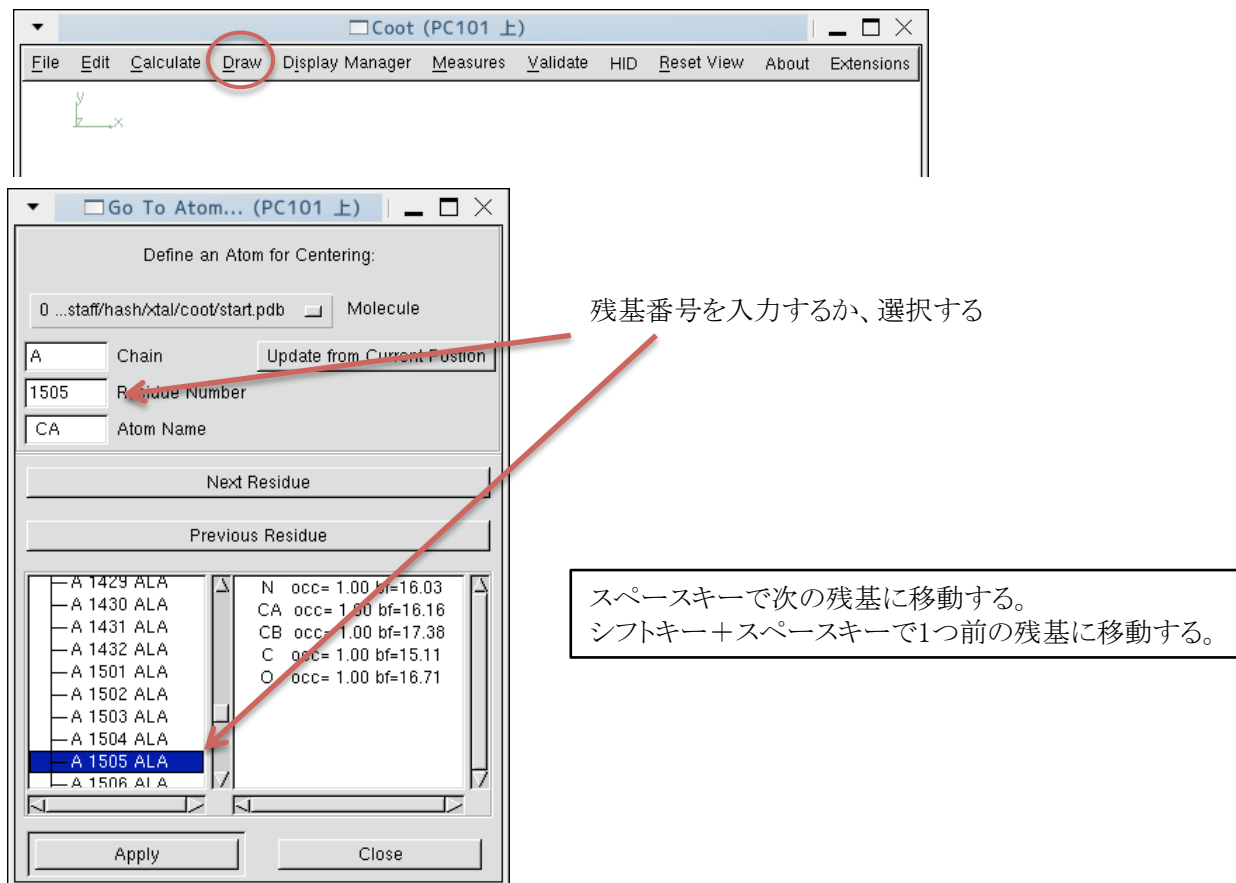 Coot (PC101 上)
File Edit Calculate Draw Display Manager Measures Validate HID Reset View About Extensions
y
z x
Go To Atom... (PC101 上)
Define an Atom for Centering:
0 ...staff/hash/xtal/coot/start.pdb Molecule
A Chain Update from Current Postion
1505 Residue Number
CA Atom Name
Next Residue
Previous Residue
A 1429 ALA
A 1430 ALA
A 1431 ALA
A 1432 ALA
A 1501 ALA
A 1502 ALA
A 1503 ALA
A 1504 ALA
A 1505 ALA
A 1506 ALA
N occ= 1.00 bf=16.03
CA occ= 1.00 bf=16.16
CB occ= 1.00 bf=17.38
C occ= 1.00 bf=15.11
O occ= 1.00 bf=16.71
Apply Close
残基番号を入力するか、選択する
スペースキーで次の残基に移動する。
シフトキー＋スペースキーで1つ前の残基に移動する。